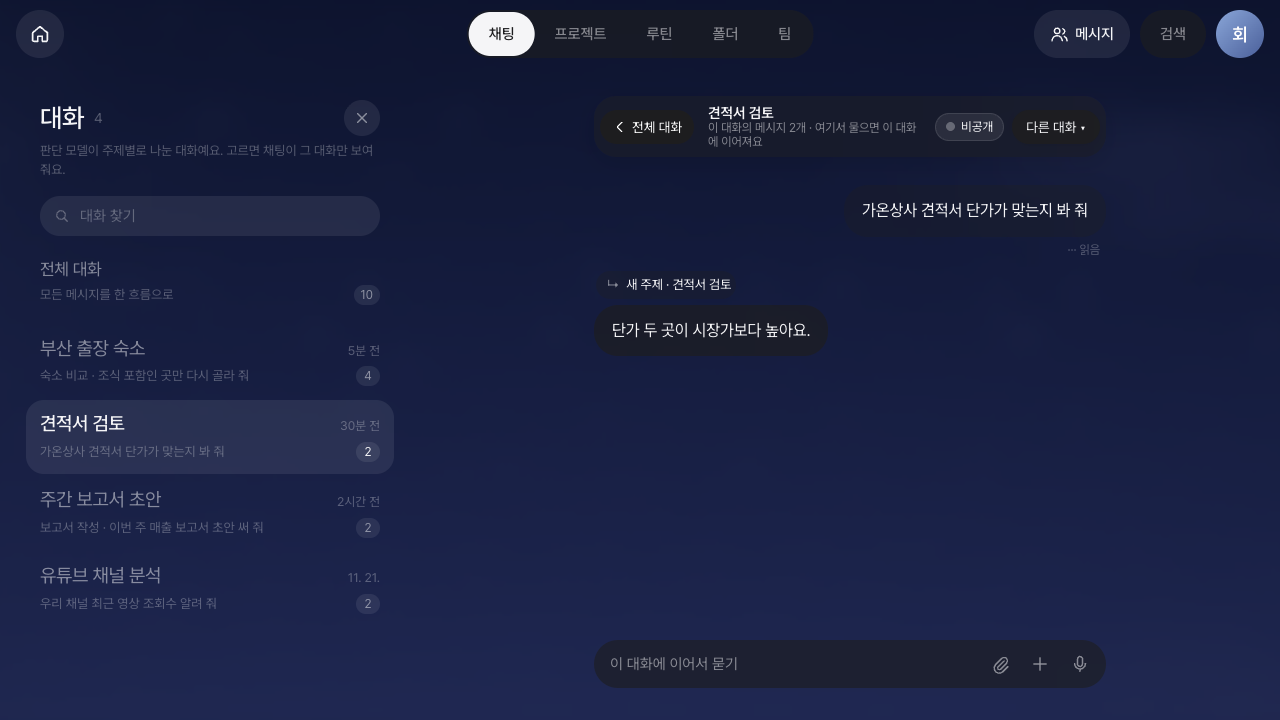 채팅
프로젝트
루틴
폴더
팀
메시지
검색
회
대화 4
판단 모델이 주제별로 나눈 대화예요. 고르면 채팅이 그 대화만 보여
줘요.
대화 찾기
전체 대화
모든 메시지를 한 흐름으로 10
부산 출장 숙소 5분 전
숙소 비교 · 조식 포함인 곳만 다시 골라 줘 4
견적서 검토 30분 전
가온상사 견적서 단가가 맞는지 봐 줘 2
주간 보고서 초안 2시간 전
보고서 작성 · 이번 주 매출 보고서 초안 써 줘 2
유튜브 채널 분석 11. 21.
우리 채널 최근 영상 조회수 알려 줘 2
전체 대화
견적서 검토
이 대화의 메시지 2개 · 여기서 물으면 이 대화
에 이어져요
비공개
다른 대화 ▾
가온상사 견적서 단가가 맞는지 봐 줘
··· 읽음
새 주제 · 견적서 검토
단가 두 곳이 시장가보다 높아요.
이 대화에 이어서 묻기